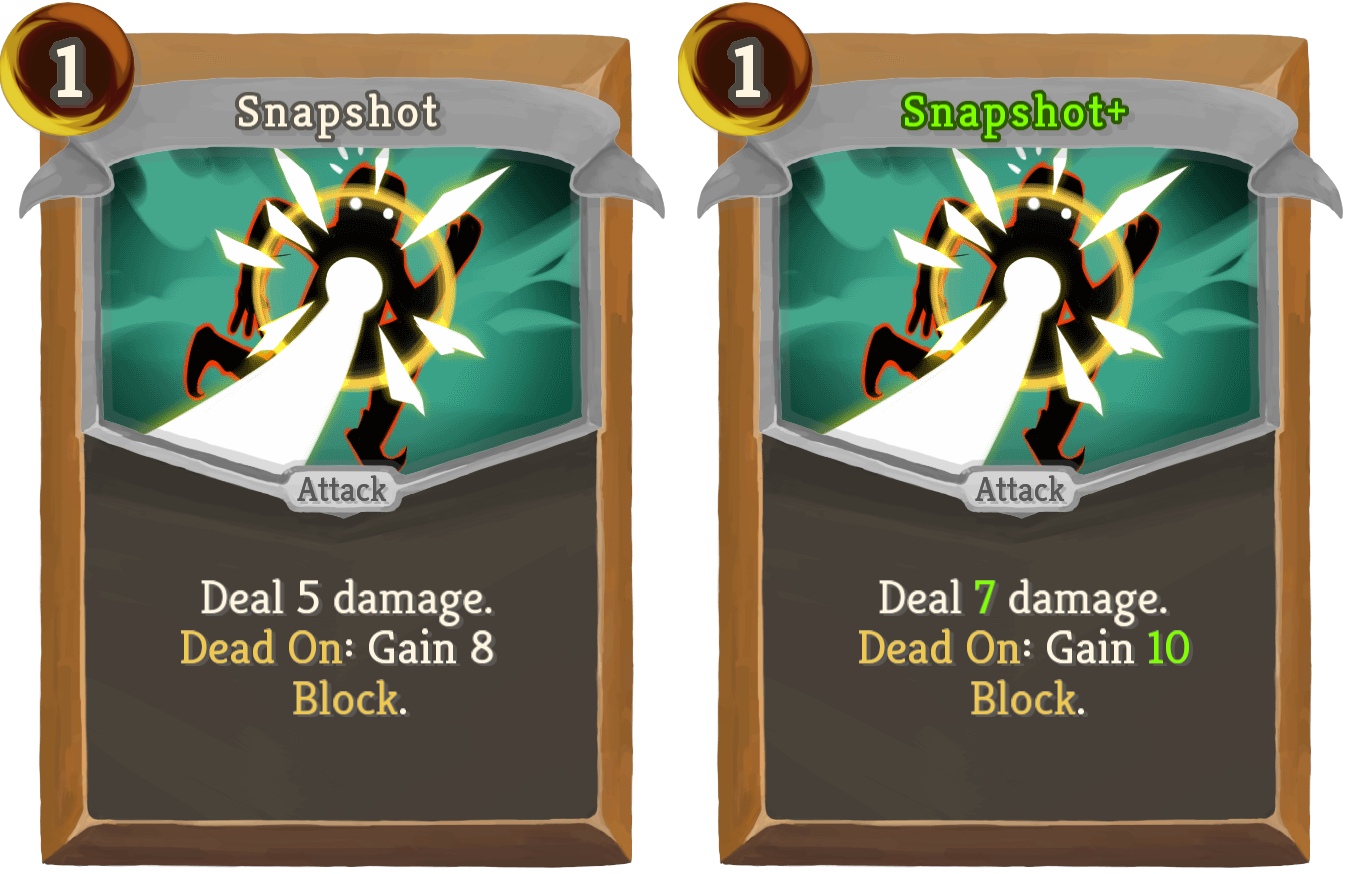 1
Snapshot
Attack
Deal 5 damage.
Dead On: Gain 8
Block.
1
Snapshot+
Attack
Deal 7 damage.
Dead On: Gain 10
Block.